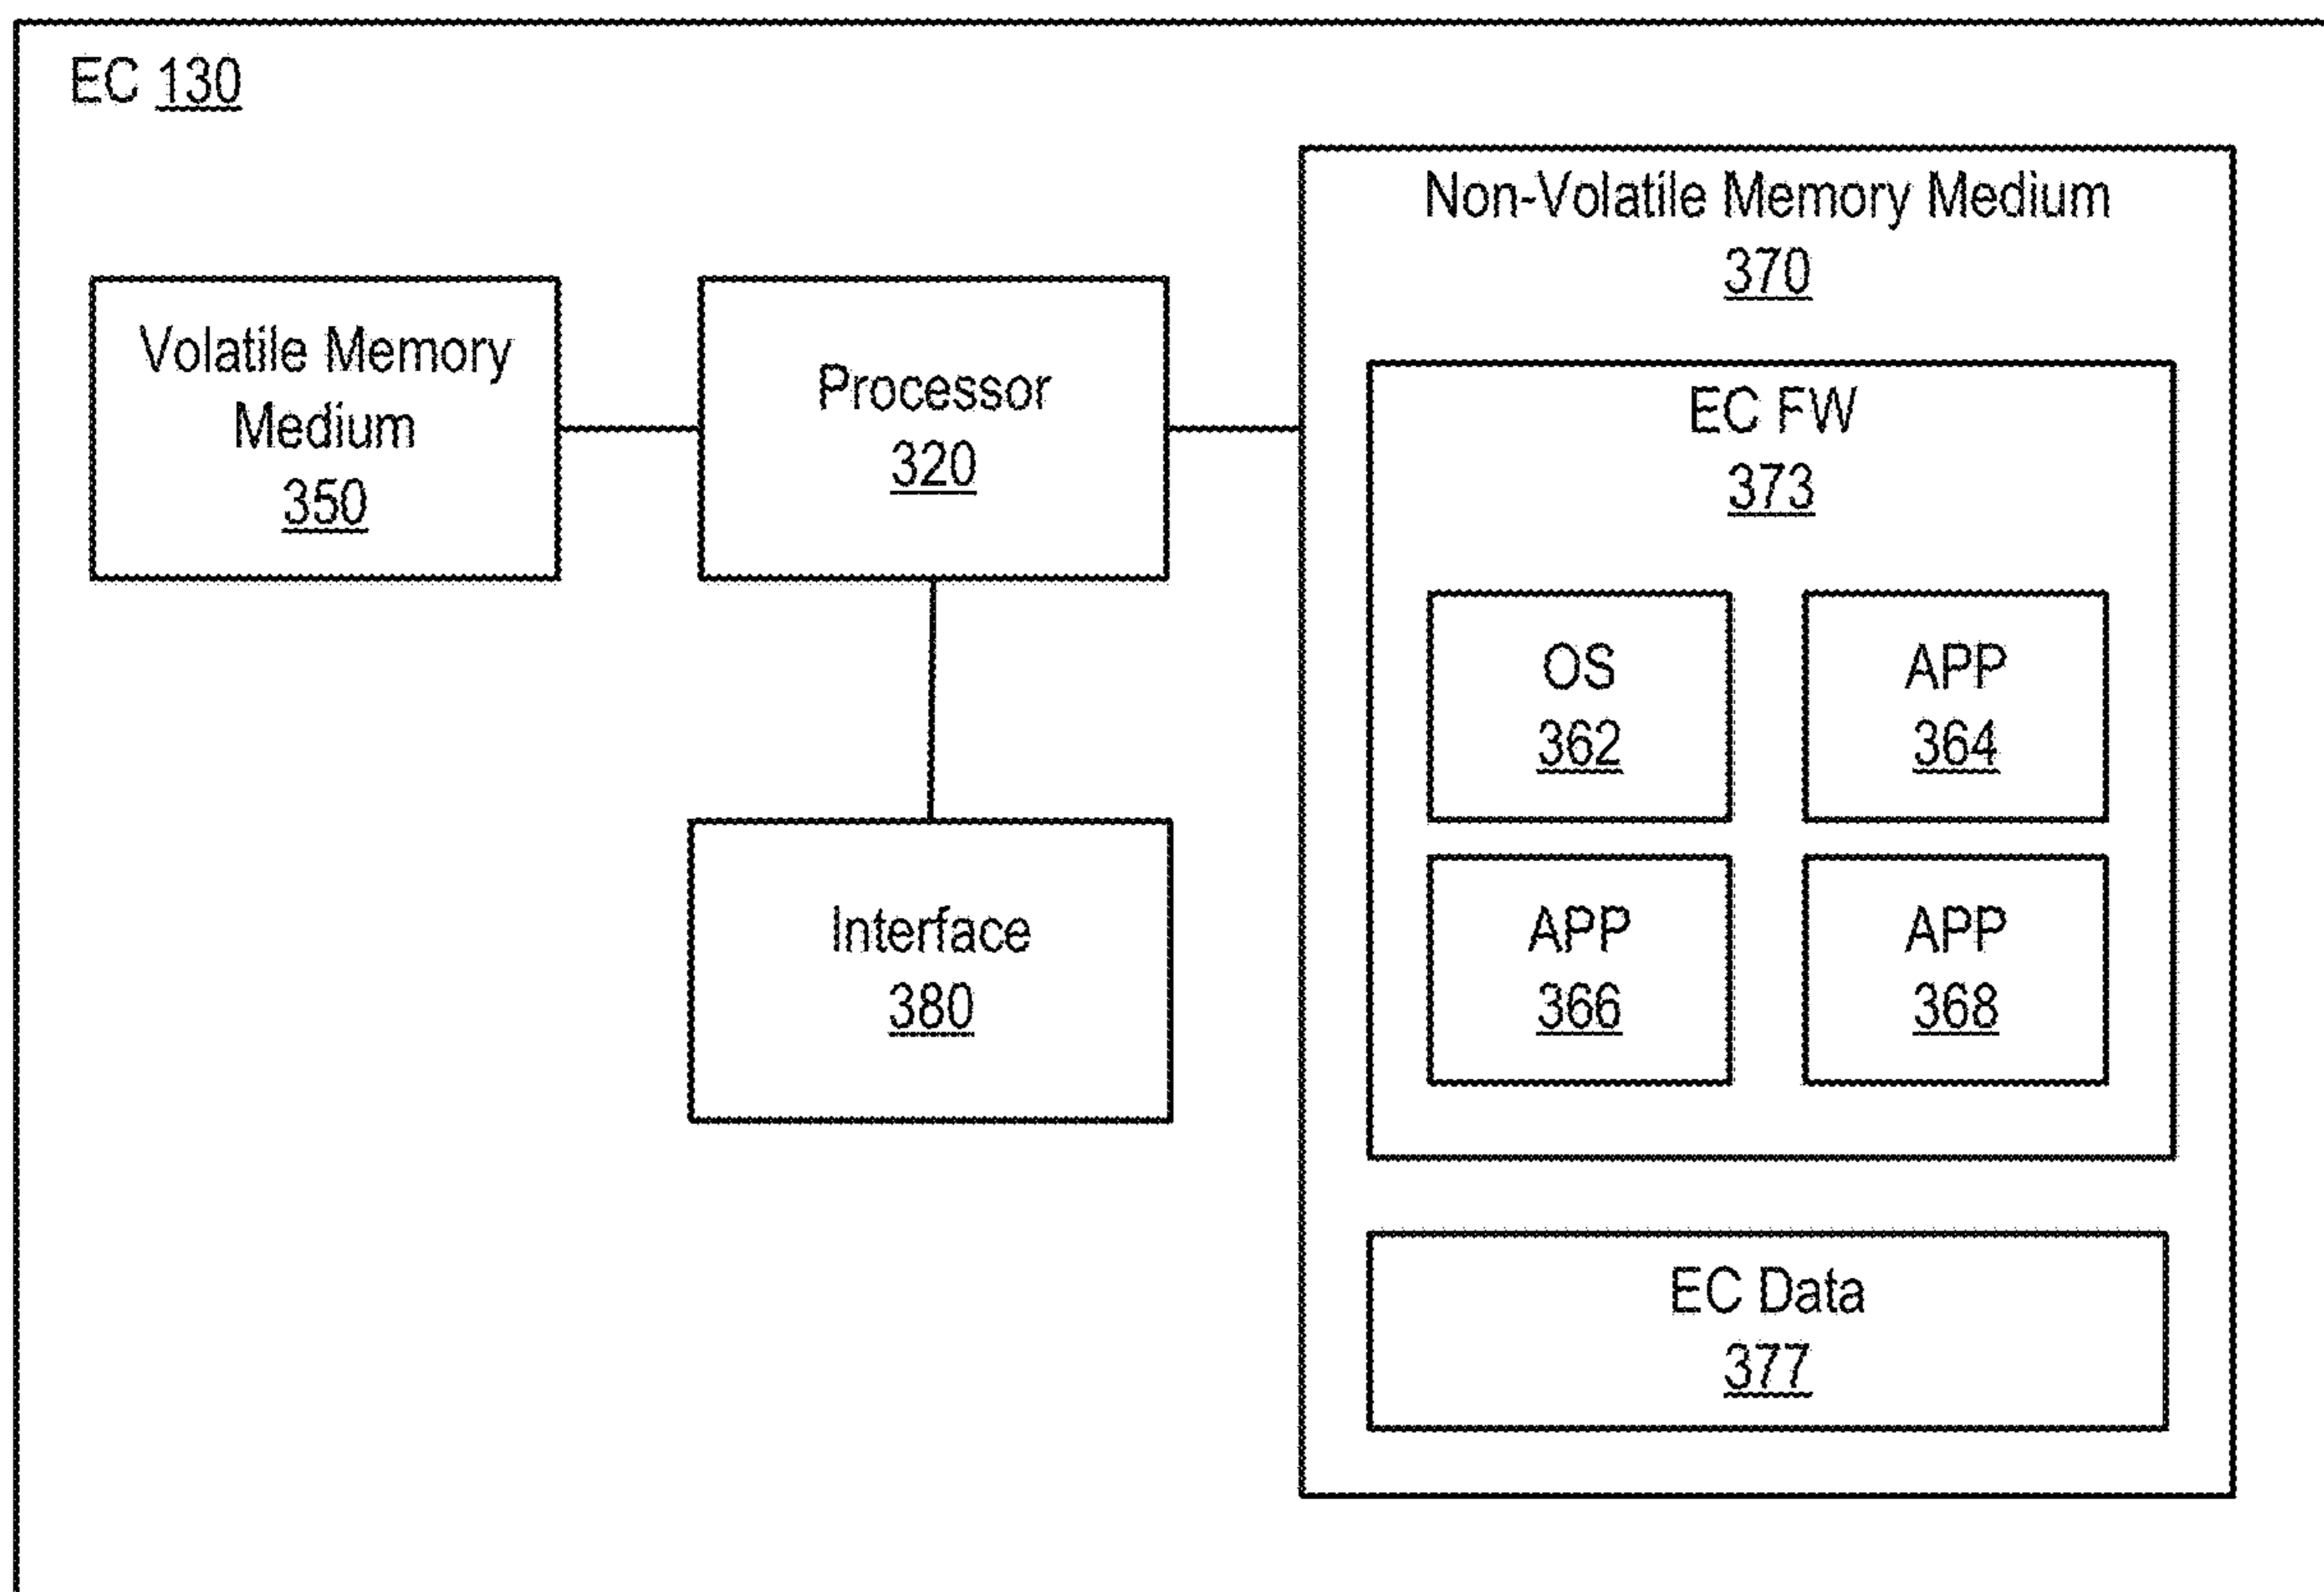 EC 130
Volatile Memory
Medium
350
Processor
320
Interface
380
Non-Volatile Memory Medium
370
EC FW
373
OS
362
APP
364
APP
366
APP
368
EC Data
377